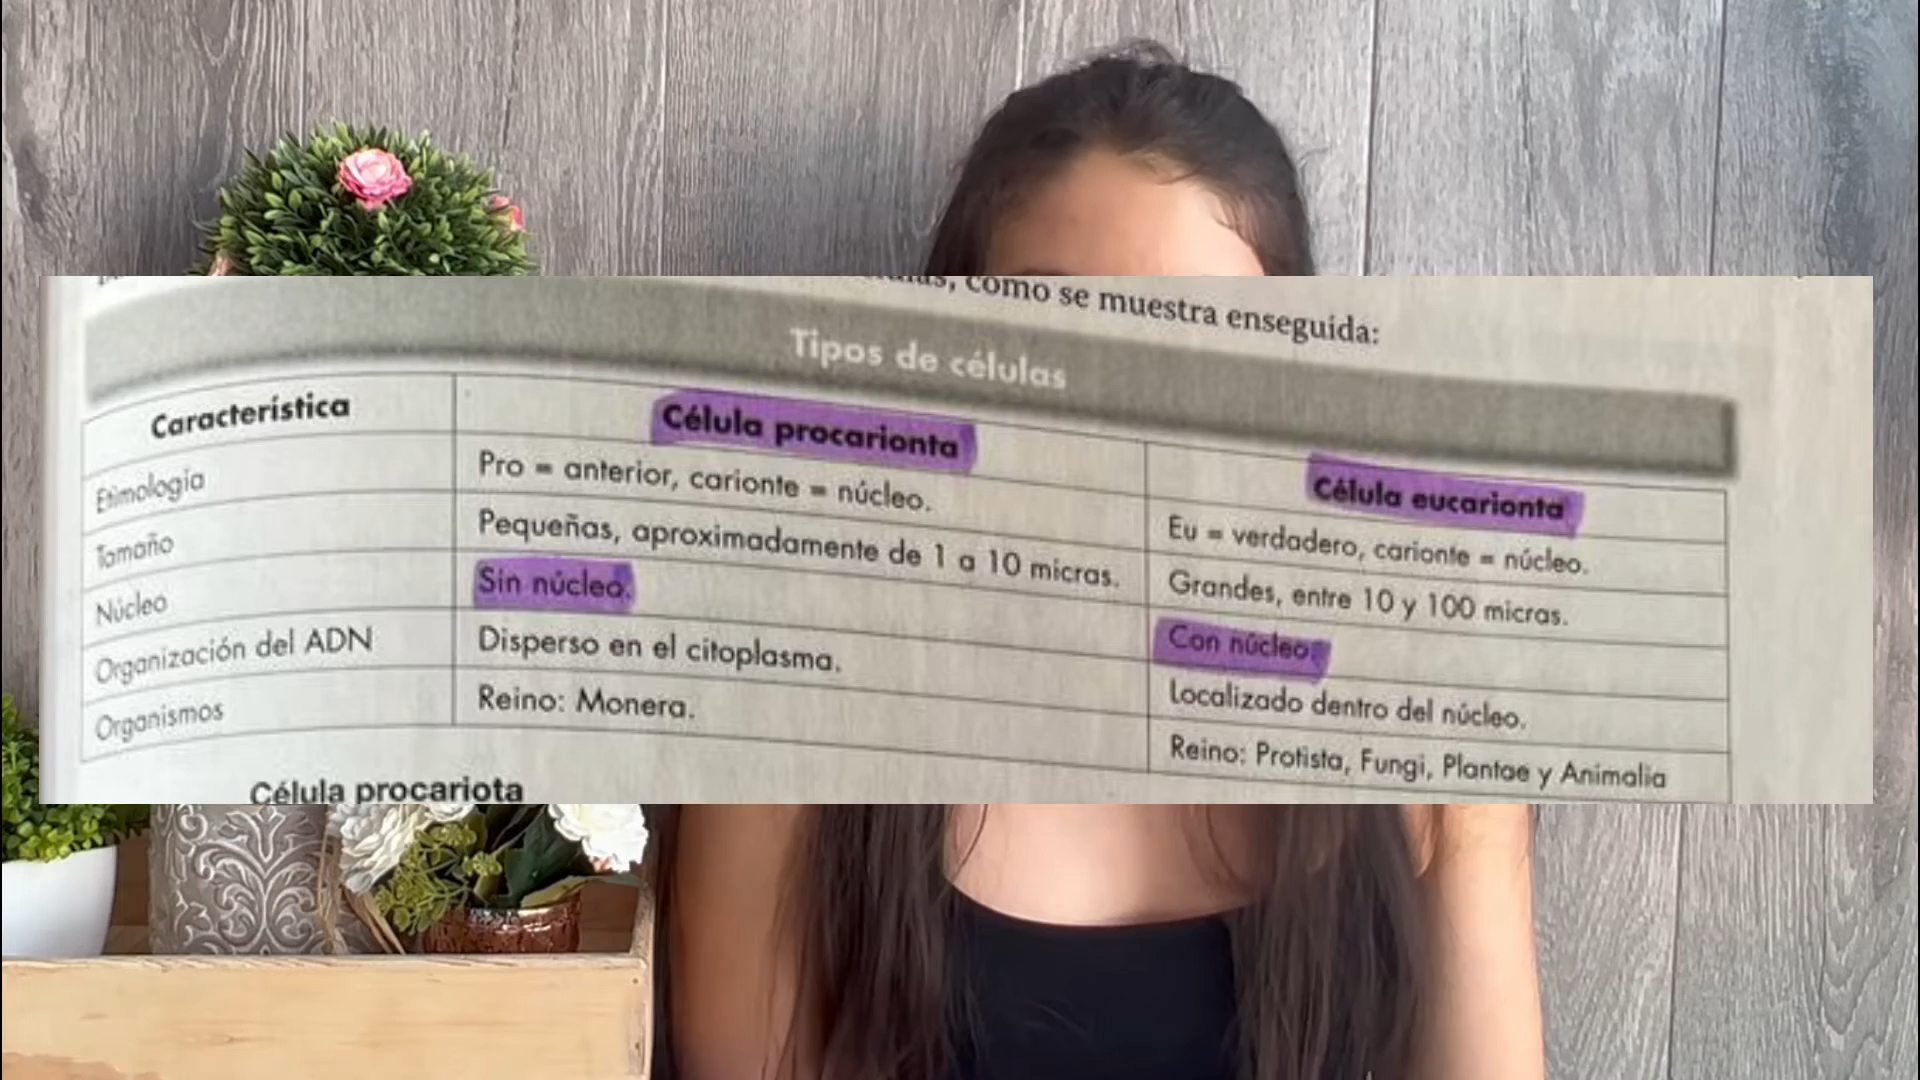 como se muestra enseguida:
Tipos de células
Característica Célula procarionta Célula eucarionta
Etimología Pro = anterior, carionte = núcleo. Eu = verdadero, carionte = núcleo.
Tamaño Pequeñas, aproximadamente de 1 a 10 micras. Grandes, entre 10 y 100 micras.
Núcleo Sin núcleo. Con núcleo.
Organización del ADN Disperso en el citoplasma. Localizado dentro del núcleo.
Organismos Reino: Monera. Reino: Protista, Fungi, Plantae y Animalia
Célula procariota